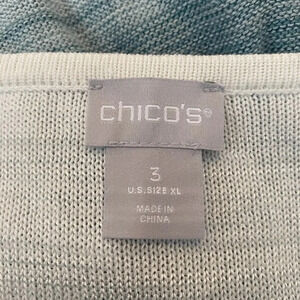 chico's®
3
U.S. SIZE XL
MADE IN
CHINA